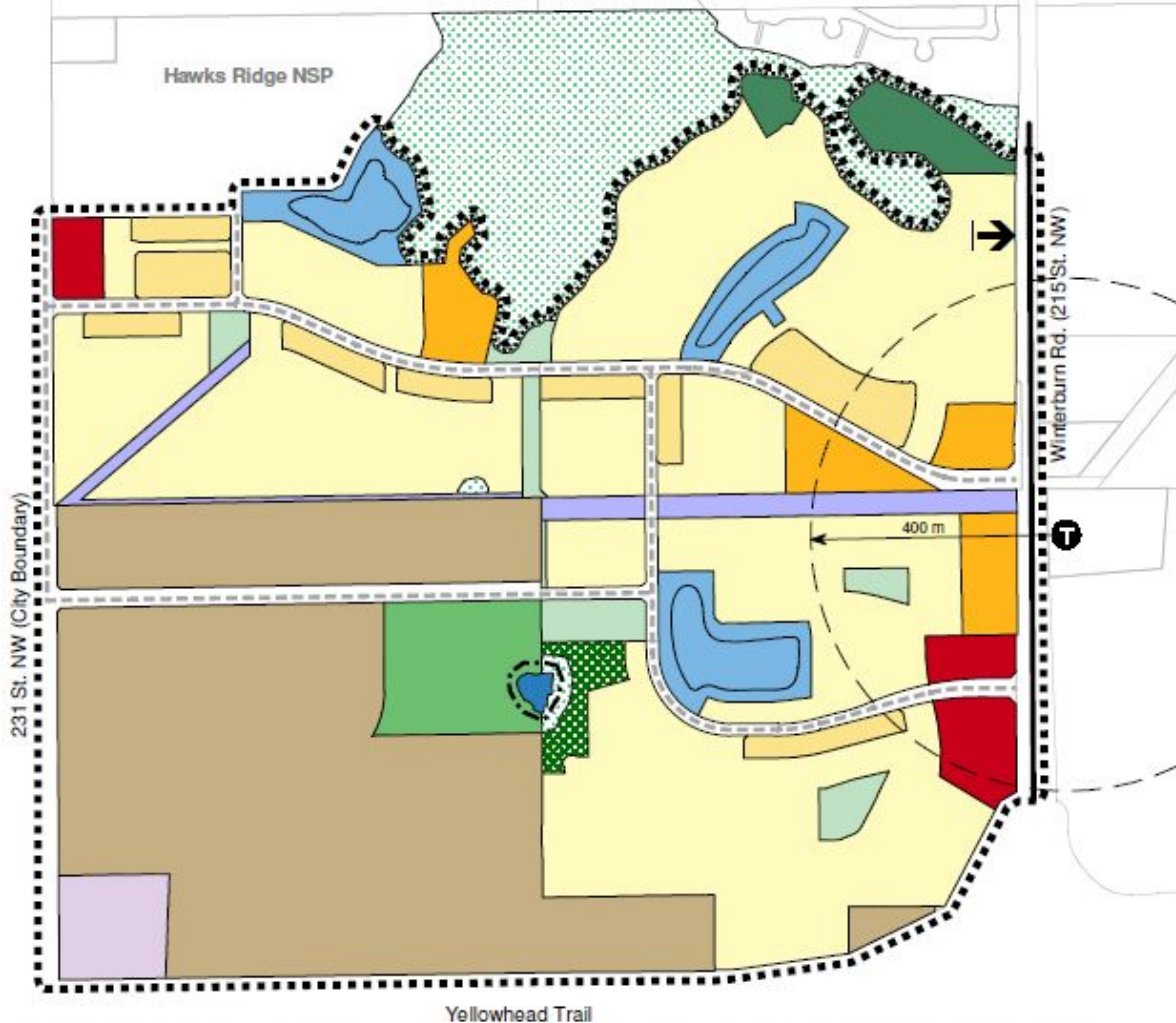 Hawks Ridge NSP
Winterburn Rd. (215 St. NW)
400 m
T
231 St. NW (City Boundary)
Yellowhead Trail